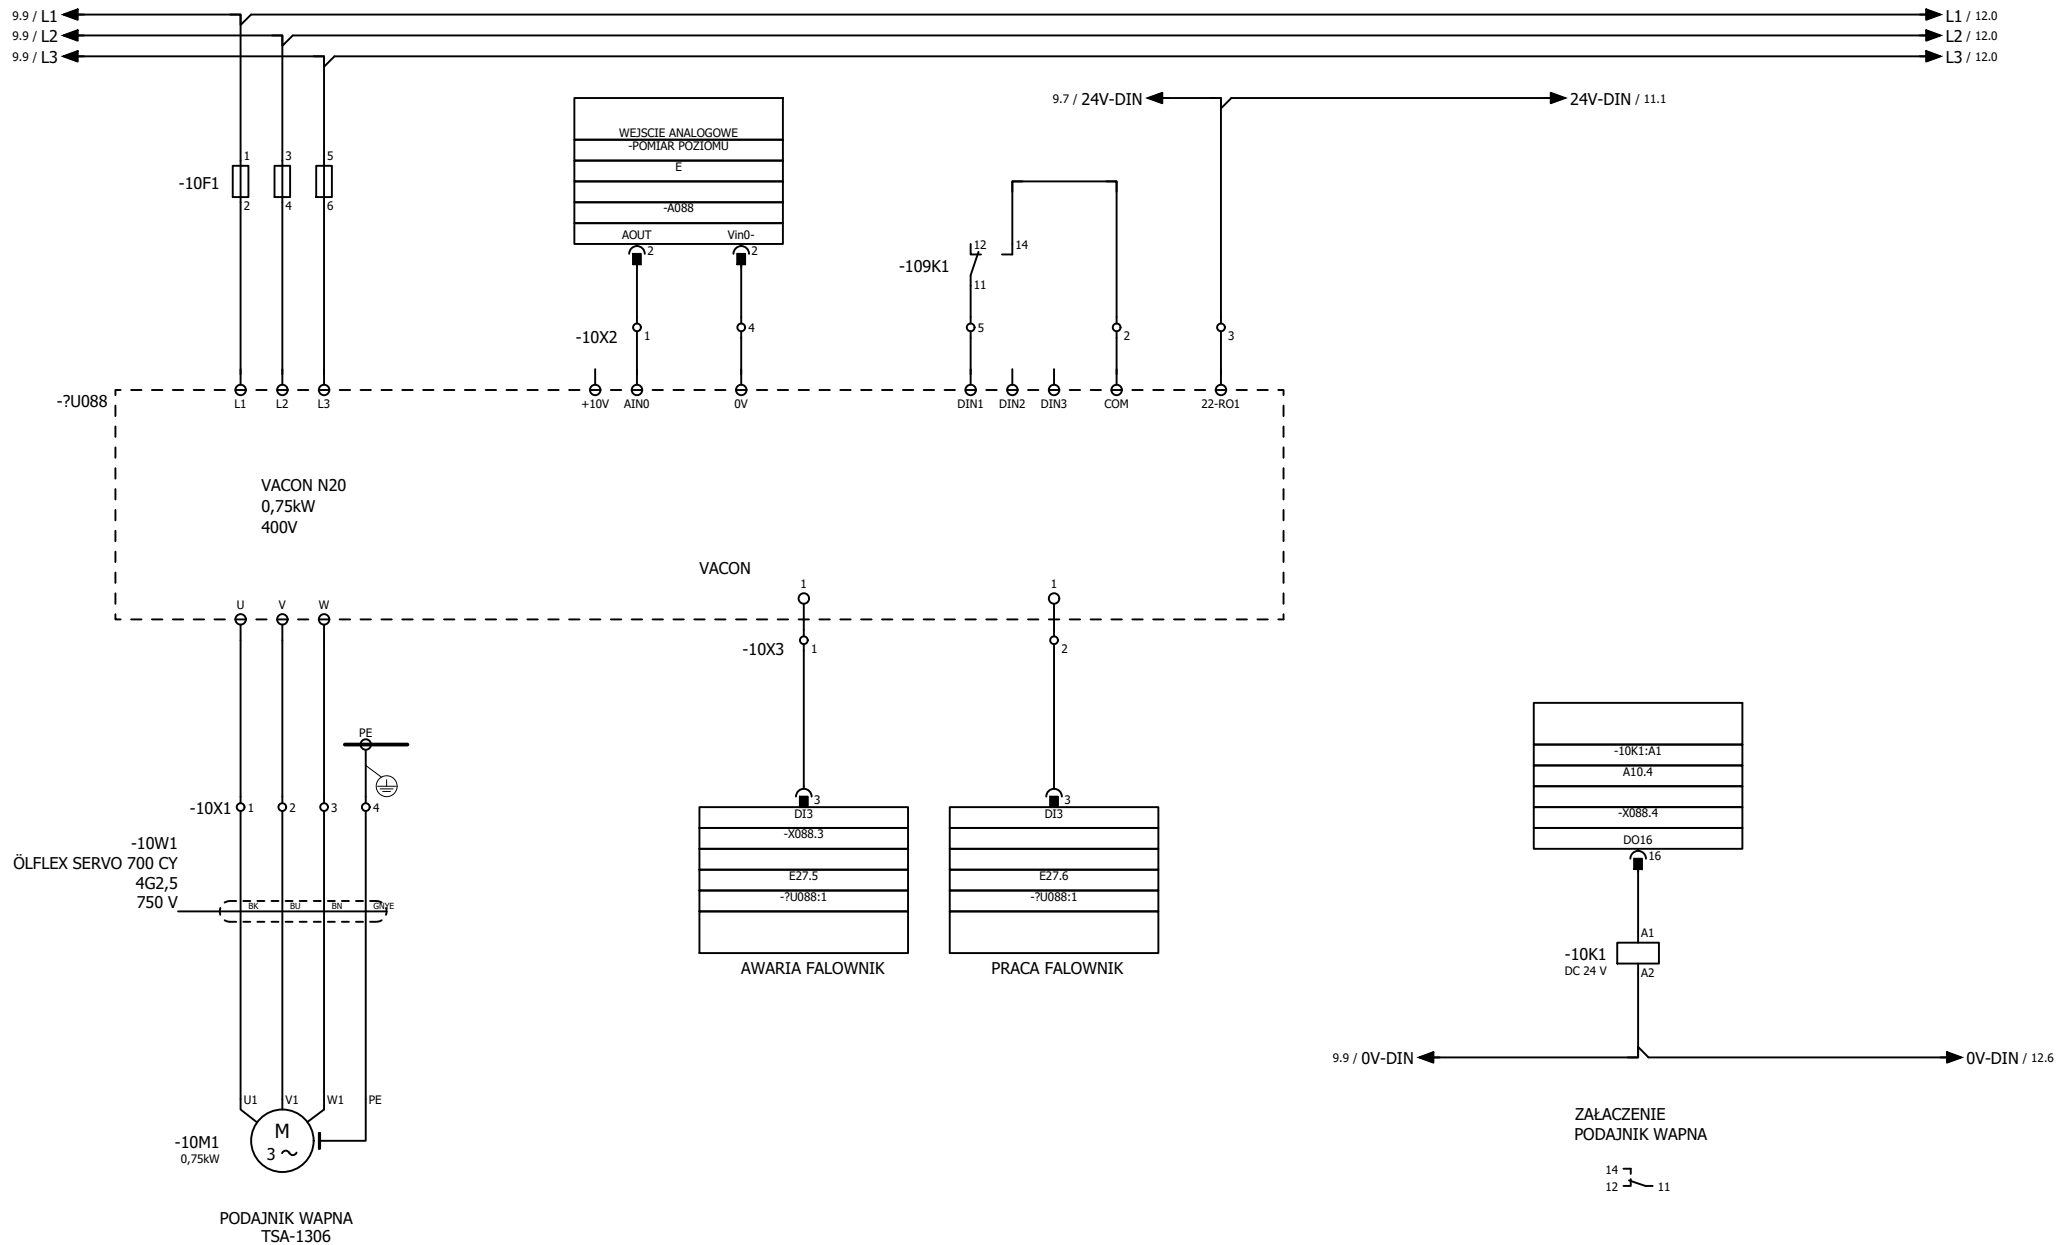 9.9 / L1
L1 / 12.0
9.9 / L2
L2 / 12.0
9.9 / L3
L3 / 12.0
9.7 / 24V-DIN
24V-DIN / 11.1
WEJSCIE ANALOGOWE
-POMIAR POZIOMU
E
-A088
AOUT
Vin0-
2
2
-10F1
1
3
5
2
4
6
-109K1
12
14
11
-10X2
1
4
5
2
3
-?U088
L1
L2
L3
+10V
AIN0
0V
DIN1
DIN2
DIN3
COM
22-RO1
VACON N20
0,75kW
400V
VACON
U
V
W
1
1
-10X3
1
2
PE
-10X1
1
2
3
4
-10W1
ÖLFLEX SERVO 700 CY
4G2,5
750 V
BK
BU
BN
GNYE
3
DI3
-X088.3
E27.5
-?U088:1
AWARIA FALOWNIK
3
DI3
E27.6
-?U088:1
PRACA FALOWNIK
-10K1:A1
A10.4
-X088.4
DO16
16
A1
-10K1
DC 24 V
A2
9.9 / 0V-DIN
0V-DIN / 12.6
U1
V1
W1
PE
M
3 ~
-10M1
0,75kW
PODAJNIK WAPNA
TSA-1306
ZAŁACZENIE
PODAJNIK WAPNA
14
12
11